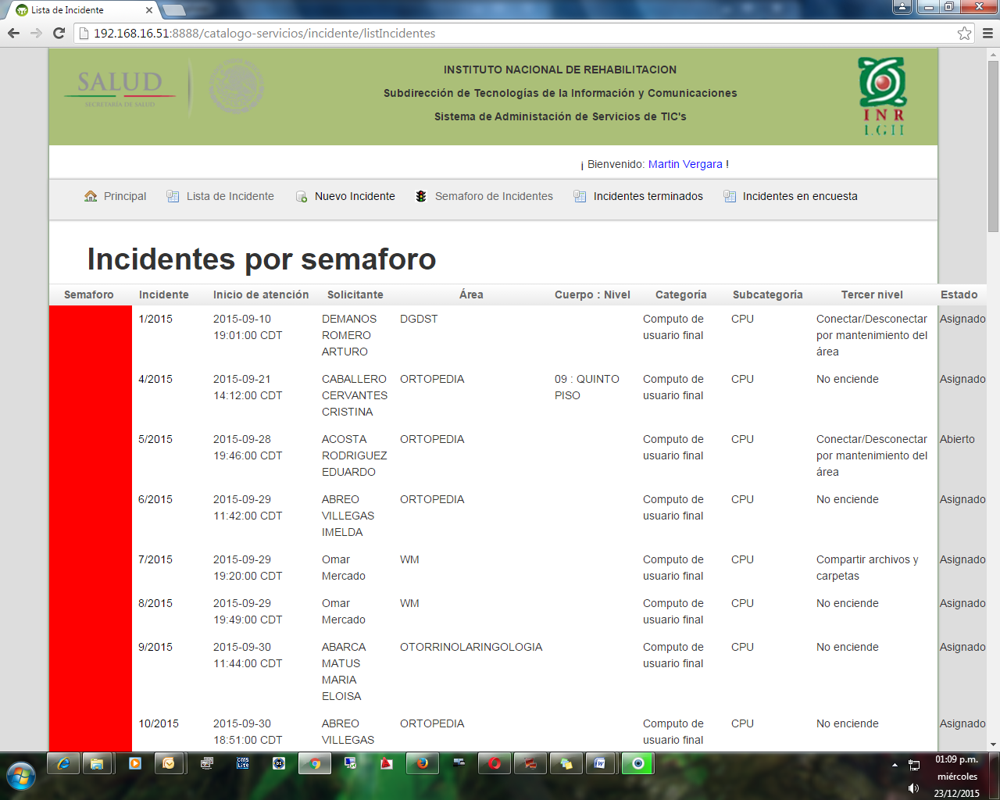 Lista de Incidente
192.168.16.51:8888/catalogo-servicios/incidente/listIncidentes
SALUD
SECRETARÍA DE SALUD
INSTITUTO NACIONAL DE REHABILITACION
Subdirección de Tecnologías de la Información y Comunicaciones
Sistema de Administación de Servicios de TIC's
INR
LGII
¡ Bienvenido: Martin Vergara !
Principal Lista de Incidente Nuevo Incidente Semaforo de Incidentes Incidentes terminados Incidentes en encuesta
Incidentes por semaforo
Semaforo Incidente Inicio de atención Solicitante Área Cuerpo : Nivel Categoría Subcategoría Tercer nivel Estado
1/2015 2015-09-10 DEMANOS DGDST Computo de CPU Conectar/Desconectar Asignado
19:01:00 CDT ROMERO usuario final por mantenimiento del
ARTURO área
4/2015 2015-09-21 CABALLERO ORTOPEDIA 09 : QUINTO Computo de CPU No enciende Asignado
14:12:00 CDT CERVANTES PISO usuario final
CRISTINA
5/2015 2015-09-28 ACOSTA ORTOPEDIA Computo de CPU Conectar/Desconectar Abierto
19:46:00 CDT RODRIGUEZ usuario final por mantenimiento del
EDUARDO área
6/2015 2015-09-29 ABREO ORTOPEDIA Computo de CPU No enciende Asignado
11:42:00 CDT VILLEGAS usuario final
IMELDA
7/2015 2015-09-29 Omar WM Computo de CPU Compartir archivos y Asignado
19:20:00 CDT Mercado usuario final carpetas
8/2015 2015-09-29 Omar WM Computo de CPU No enciende Asignado
19:49:00 CDT Mercado usuario final
9/2015 2015-09-30 ABARCA OTORRINOLARINGOLOGIA Computo de CPU No enciende Asignado
11:44:00 CDT MATUS usuario final
MARIA
ELOISA
10/2015 2015-09-30 ABREO ORTOPEDIA Computo de CPU No enciende Asignado
18:51:00 CDT VILLEGAS usuario final
CMS
Lite
DS
01:09 p.m.
miércoles
23/12/2015